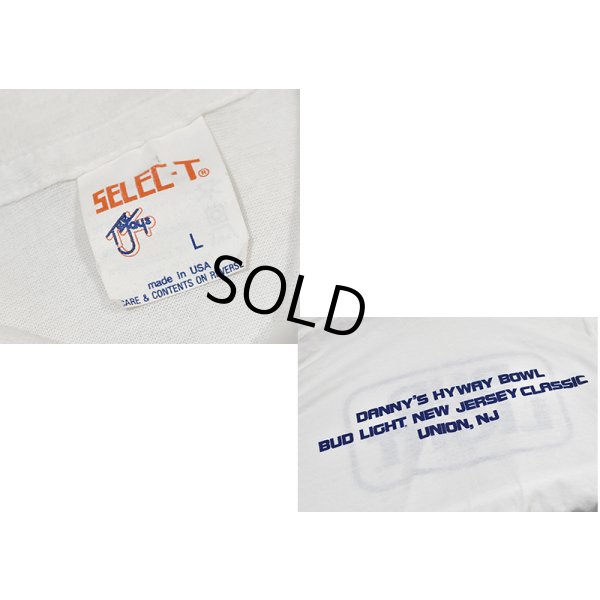 SELEC-T®
T Jays
L
made in USA
CARE & CONTENTS ON REVERSE
SOLD
DANNY'S HYWAY BOWL
BUD LIGHT NEW JERSEY CLASSIC
UNION, NJ